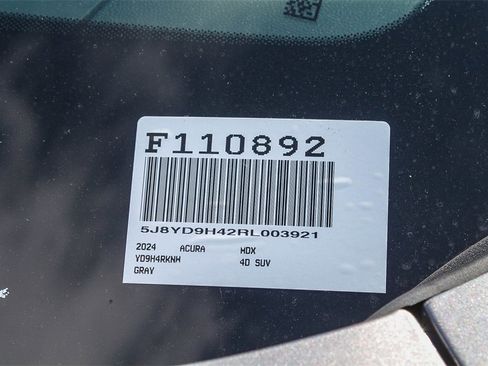 F110892
5J8YD9H42RL003921
2024 ACURA MDX
YD9H4RKNH 4D SUV
GRAY